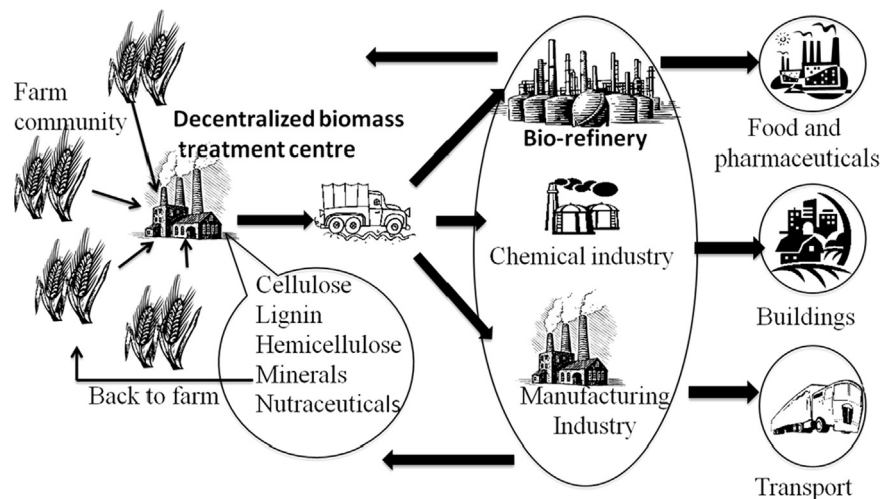 Farm
community
Decentralized biomass
treatment centre
Cellulose
Lignin
Hemicellulose
Minerals
Nutraceuticals
Back to farm
Bio-refinery
Chemical industry
Manufacturing
Industry
Food and
pharmaceuticals
Buildings
Transport